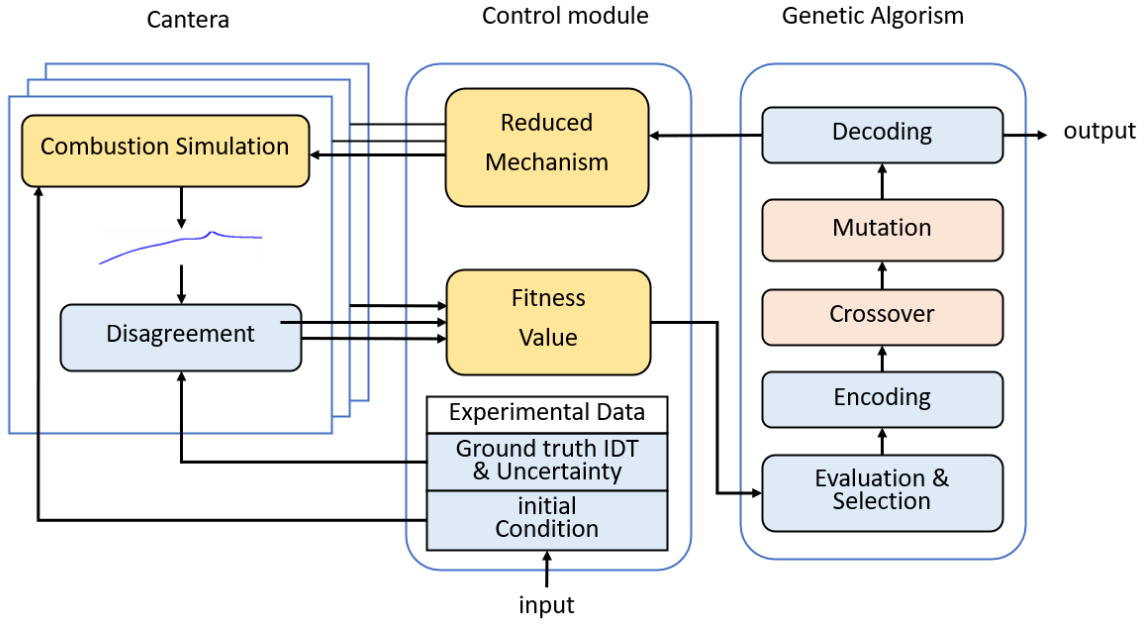 Cantera
Control module
Genetic Algorism
Combustion Simulation
Disagreement
Reduced
Mechanism
Fitness
Value
Experimental Data
Ground truth IDT
& Uncertainty
initial
Condition
input
Decoding
output
Mutation
Crossover
Encoding
Evaluation &
Selection